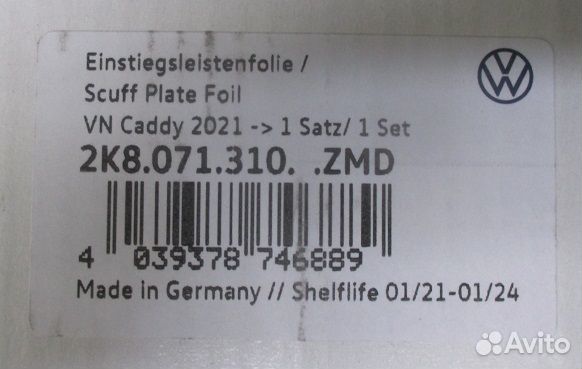 Einstiegsleistenfolie /
Scuff Plate Foil
VN Caddy 2021 -> 1 Satz/ 1 Set
2K8.071.310. .ZMD
4 039378 746889
Made in Germany // Shelflife 01/21-01/24
Avito